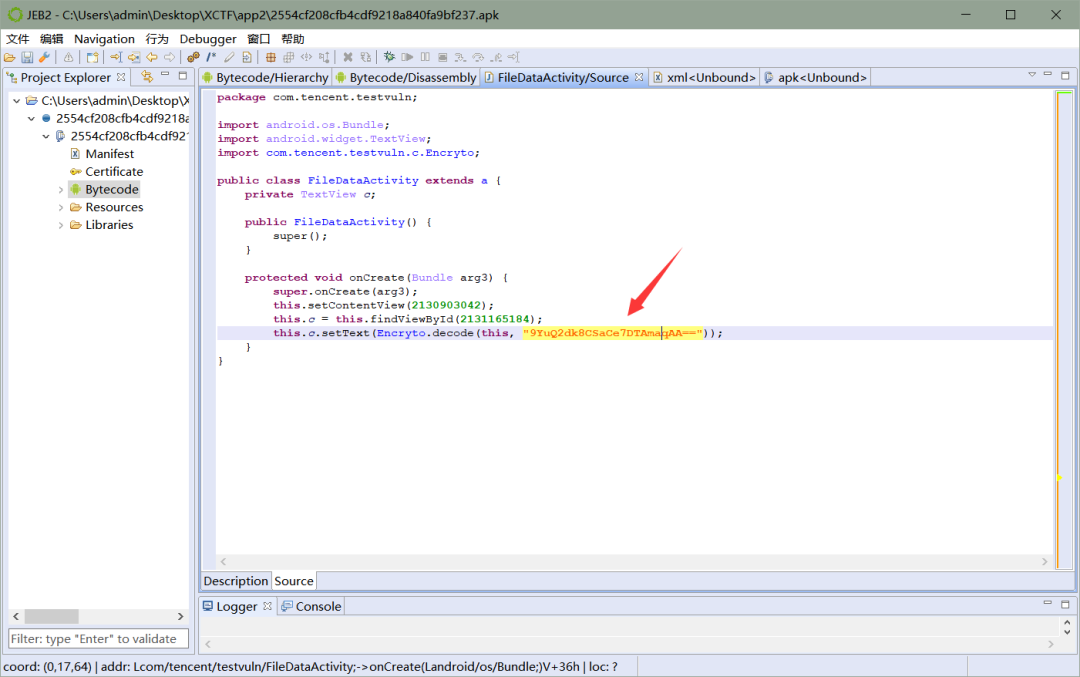 JEB2 - C:\Users\admin\Desktop\XCTF\app2\2554cf208cfb4cdf9218a840fa9bf237.apk
文件 编辑 Navigation 行为 Debugger 窗口 帮助
Project Explorer
Bytecode/Hierarchy Bytecode/Disassembly FileDataActivity/Source xml<Unbound> apk<Unbound>
C:\Users\admin\Desktop\X
2554cf208cfb4cdf9218a
2554cf208cfb4cdf921
Manifest
Certificate
Bytecode
Resources
Libraries
package com.tencent.testvuln;
import android.os.Bundle;
import android.widget.TextView;
import com.tencent.testvuln.c.Encryto;
public class FileDataActivity extends a {
private TextView c;
public FileDataActivity() {
super();
}
protected void onCreate(Bundle arg3) {
super.onCreate(arg3);
this.setContentView(2130903042);
this.c = this.findViewById(2131165184);
this.c.setText(Encryto.decode(this, "9YuQ2dk8CSaCe7DTAmaqAA=="));
}
}
Description Source
Logger Console
Filter: type "Enter" to validate
coord: (0,17,64) | addr: Lcom/tencent/testvuln/FileDataActivity;->onCreate(Landroid/os/Bundle;)V+36h | loc: ?